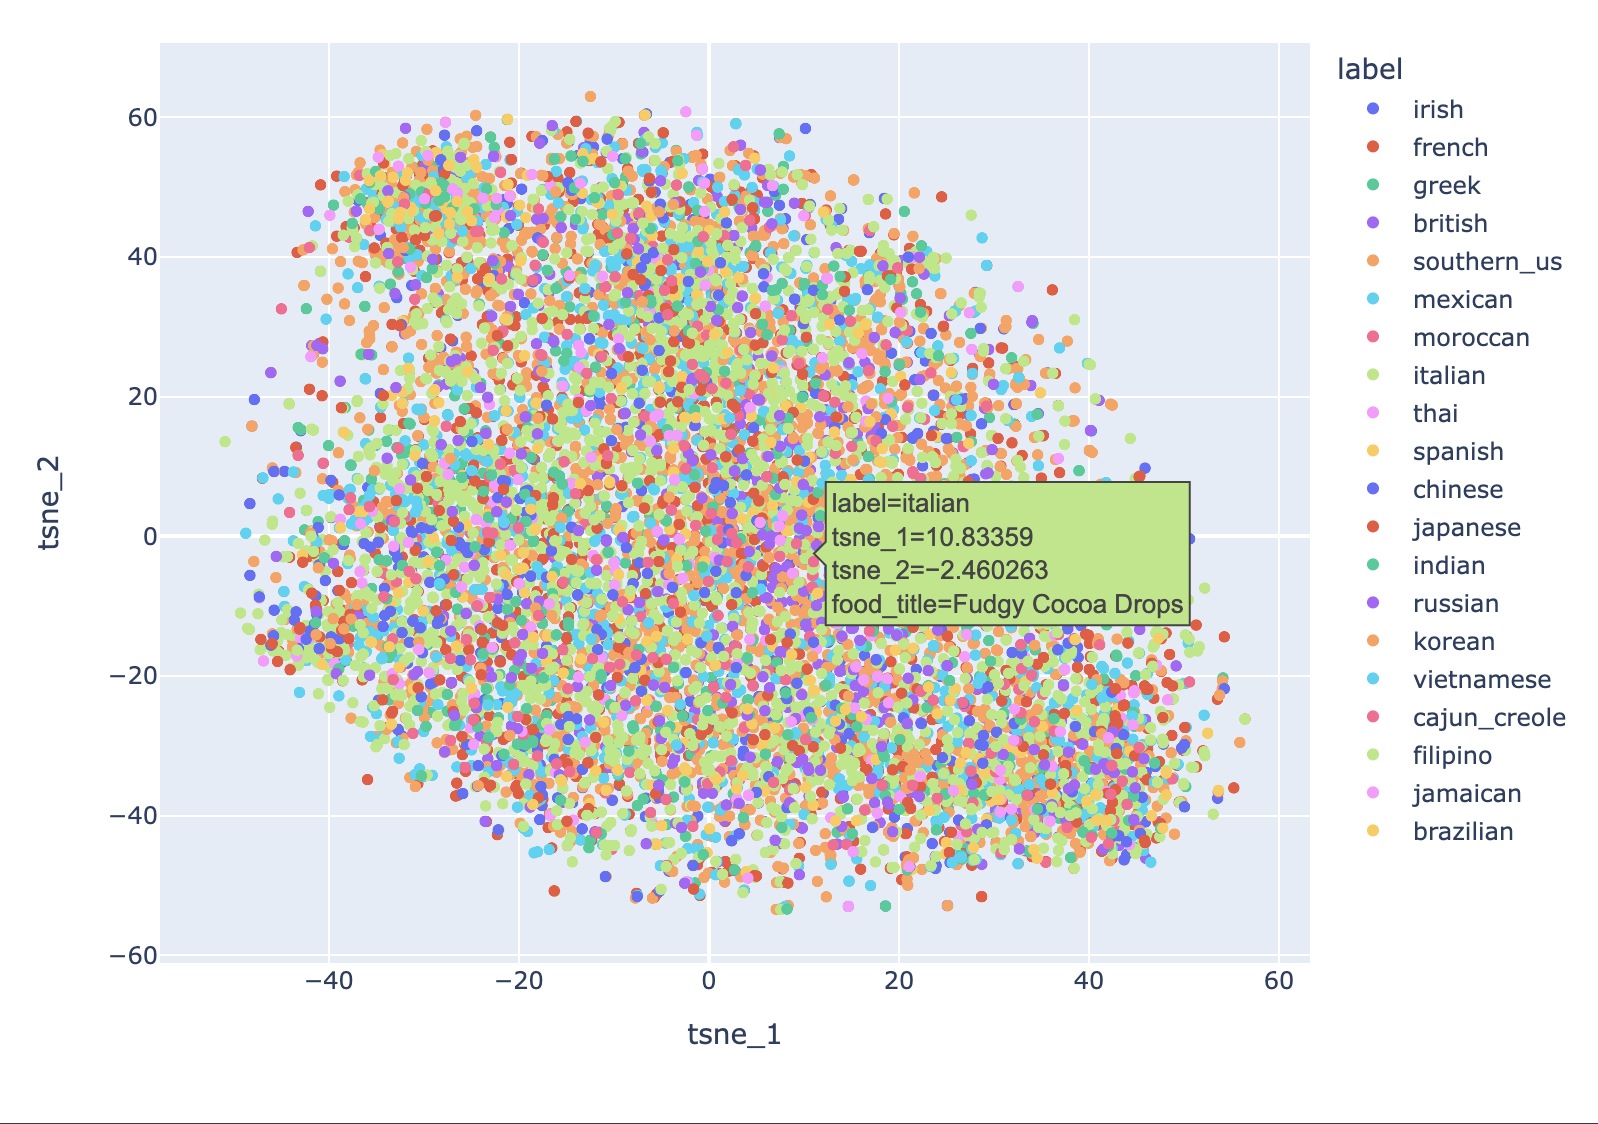 label
irish
french
greek
british
southern_us
mexican
moroccan
italian
thai
spanish
chinese
japanese
indian
russian
korean
vietnamese
cajun_creole
filipino
jamaican
brazilian
tsne_2
60
40
20
0
−20
−40
−60
label=italian
tsne_1=10.83359
tsne_2=−2.460263
food_title=Fudgy Cocoa Drops
−40 −20 0 20 40 60
tsne_1